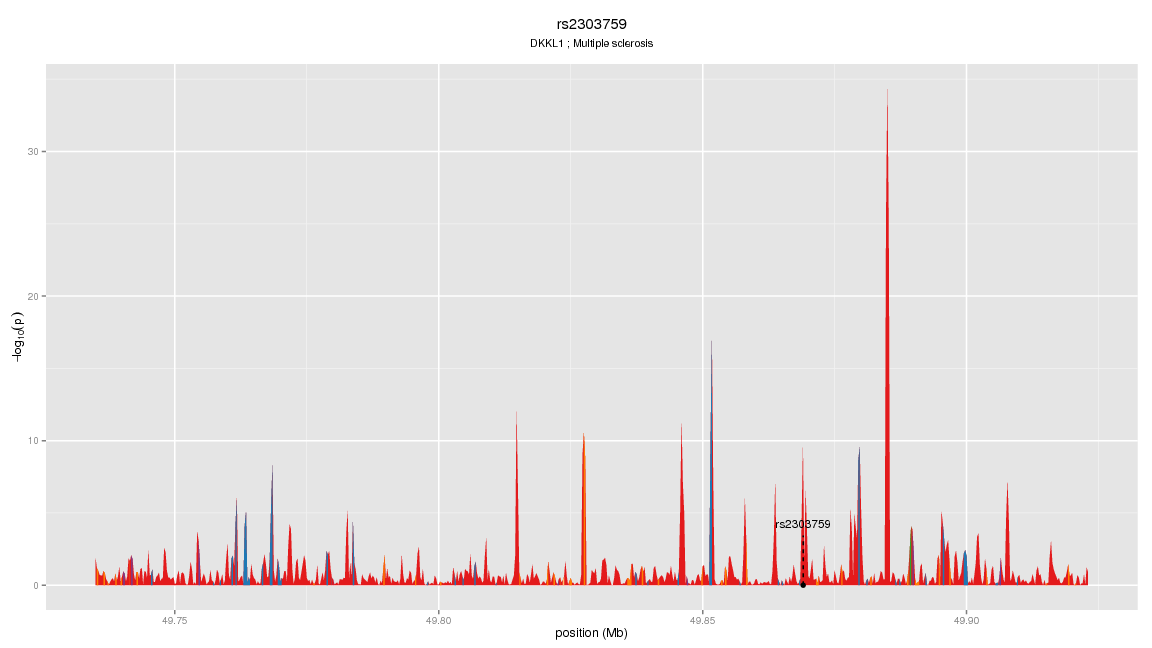 rs2303759
DKKL1 ; Multiple sclerosis
30
20
10
0
−log10(p)
rs2303759
49.75
49.80
49.85
49.90
position (Mb)